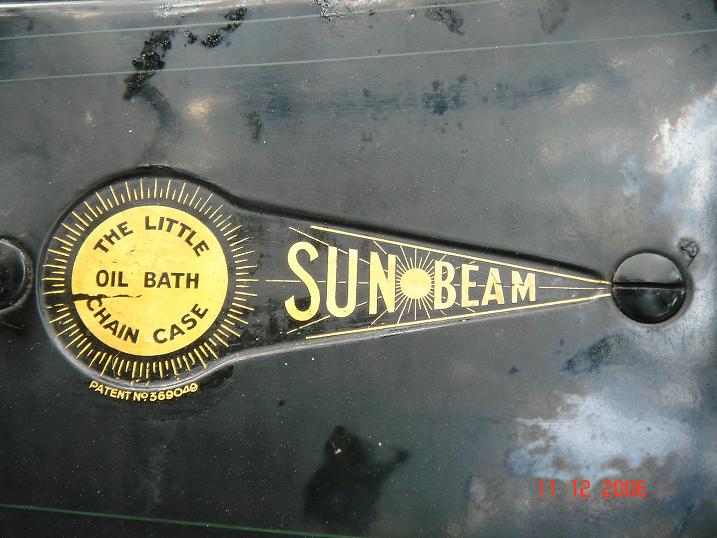 THE LITTLE
OIL BATH
CHAIN CASE
SUNBEAM
PATENT Nº 369049
11 12 2006